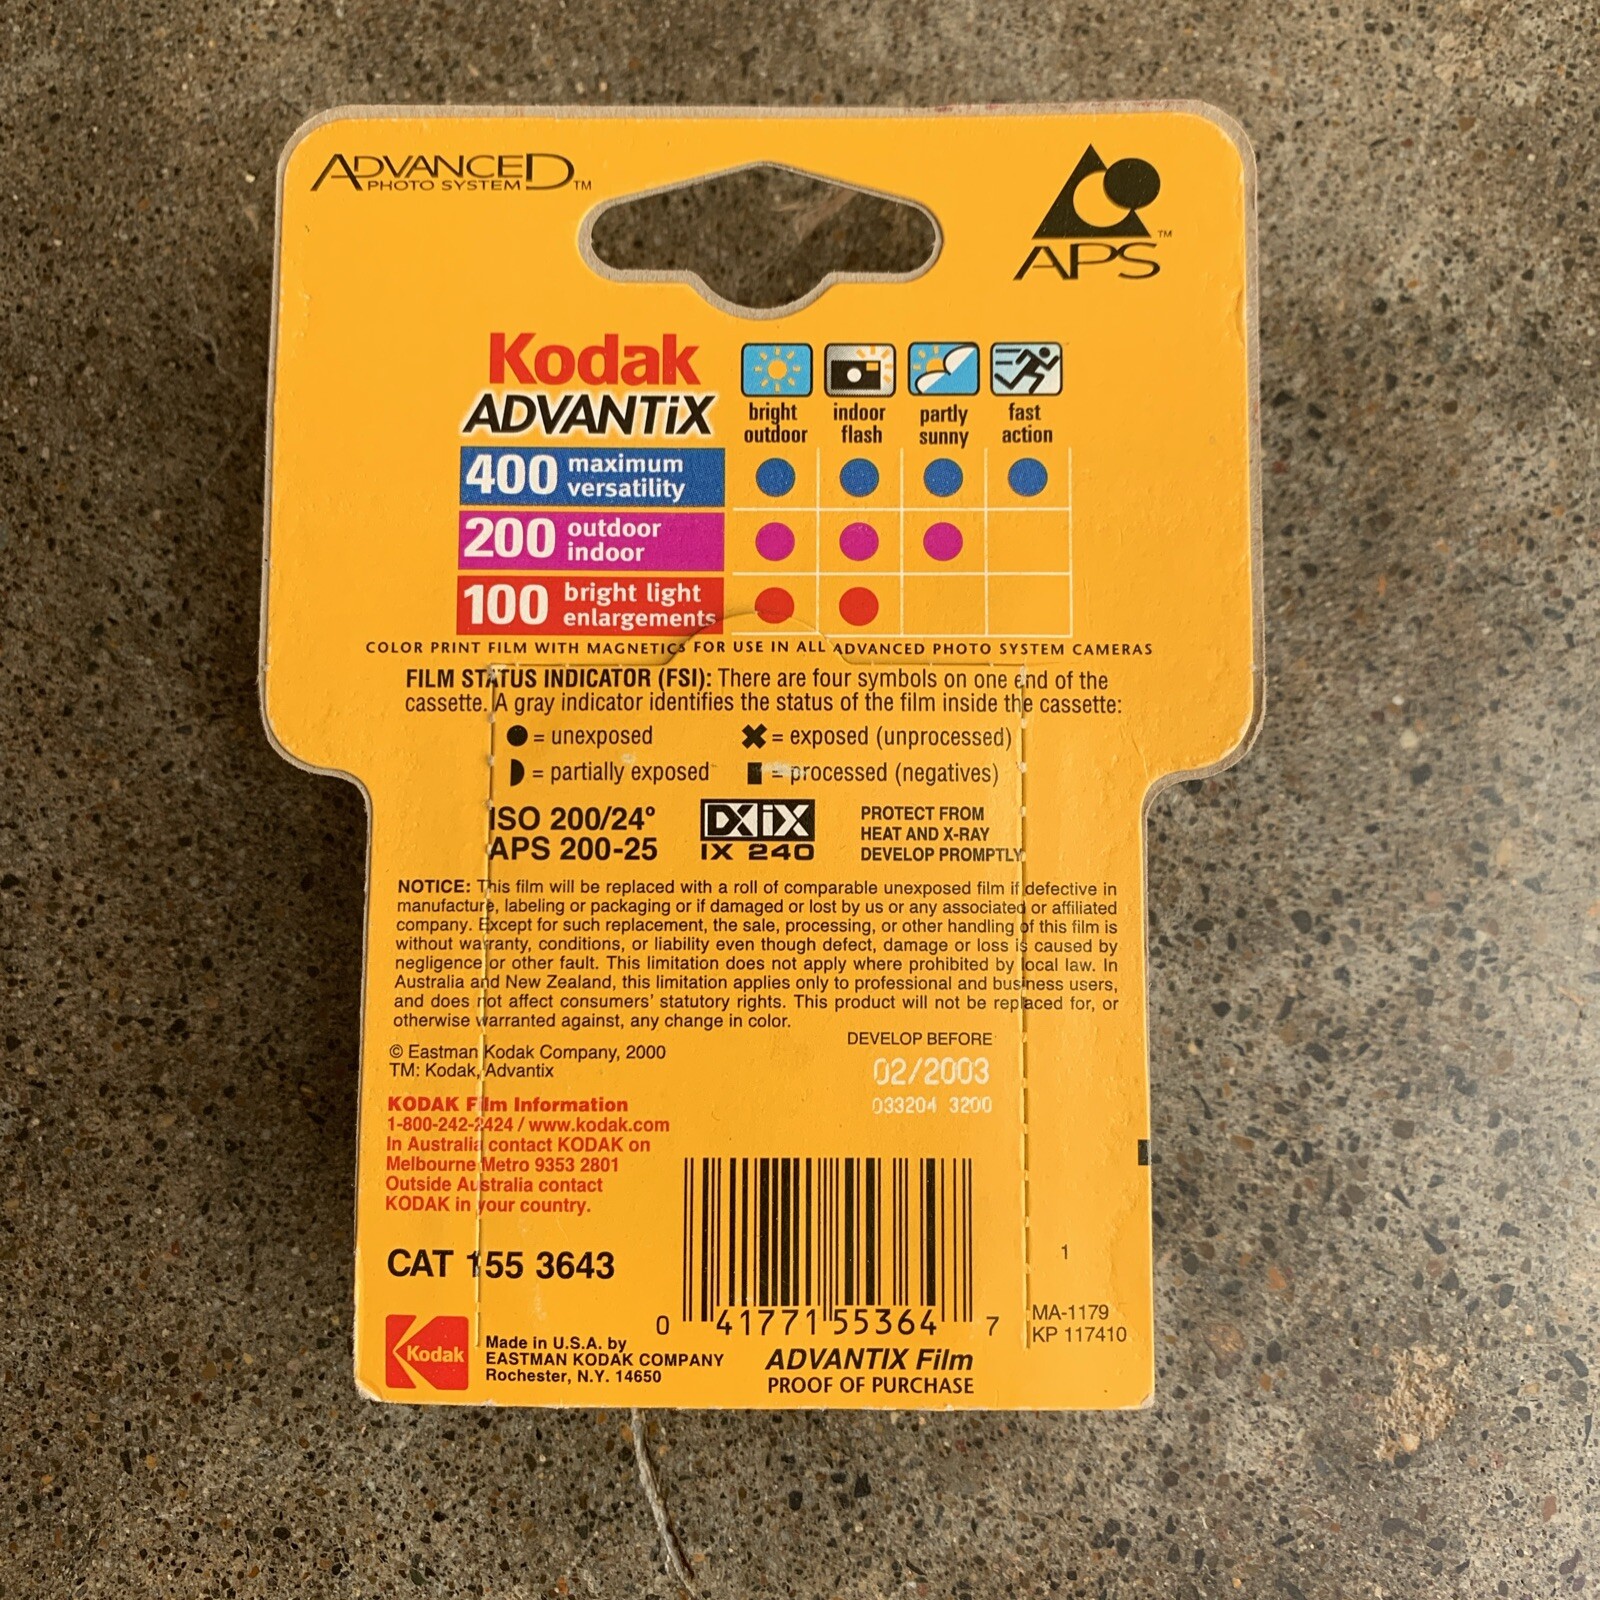 ADVANCED
PHOTO SYSTEM™
APS™
Kodak
ADVANTiX
bright outdoor
indoor flash
partly sunny
fast action
400 maximum versatility
200 outdoor indoor
100 bright light enlargements
COLOR PRINT FILM WITH MAGNETICS FOR USE IN ALL ADVANCED PHOTO SYSTEM CAMERAS
FILM STATUS INDICATOR (FSI): There are four symbols on one end of the
cassette. A gray indicator identifies the status of the film inside the cassette:
● = unexposed ✖ = exposed (unprocessed)
◗ = partially exposed ■ = processed (negatives)
ISO 200/24°
APS 200-25
DX iX
IX 240
PROTECT FROM
HEAT AND X-RAY
DEVELOP PROMPTLY
NOTICE: This film will be replaced with a roll of comparable unexposed film if defective in
manufacture, labeling or packaging or if damaged or lost by us or any associated or affiliated
company. Except for such replacement, the sale, processing, or other handling of this film is
without warranty, conditions, or liability even though defect, damage or loss is caused by
negligence or other fault. This limitation does not apply where prohibited by local law. In
Australia and New Zealand, this limitation applies only to professional and business users,
and does not affect consumers' statutory rights. This product will not be replaced for, or
otherwise warranted against, any change in color.
© Eastman Kodak Company, 2000
TM: Kodak, Advantix
DEVELOP BEFORE
02/2003
033204 3200
KODAK Film Information
1-800-242-2424 / www.kodak.com
In Australia contact KODAK on
Melbourne Metro 9353 2801
Outside Australia contact
KODAK in your country.
CAT 155 3643
0 41771 55364 7
1
MA-1179
KP 117410
Kodak
Made in U.S.A. by
EASTMAN KODAK COMPANY
Rochester, N.Y. 14650
ADVANTIX Film
PROOF OF PURCHASE